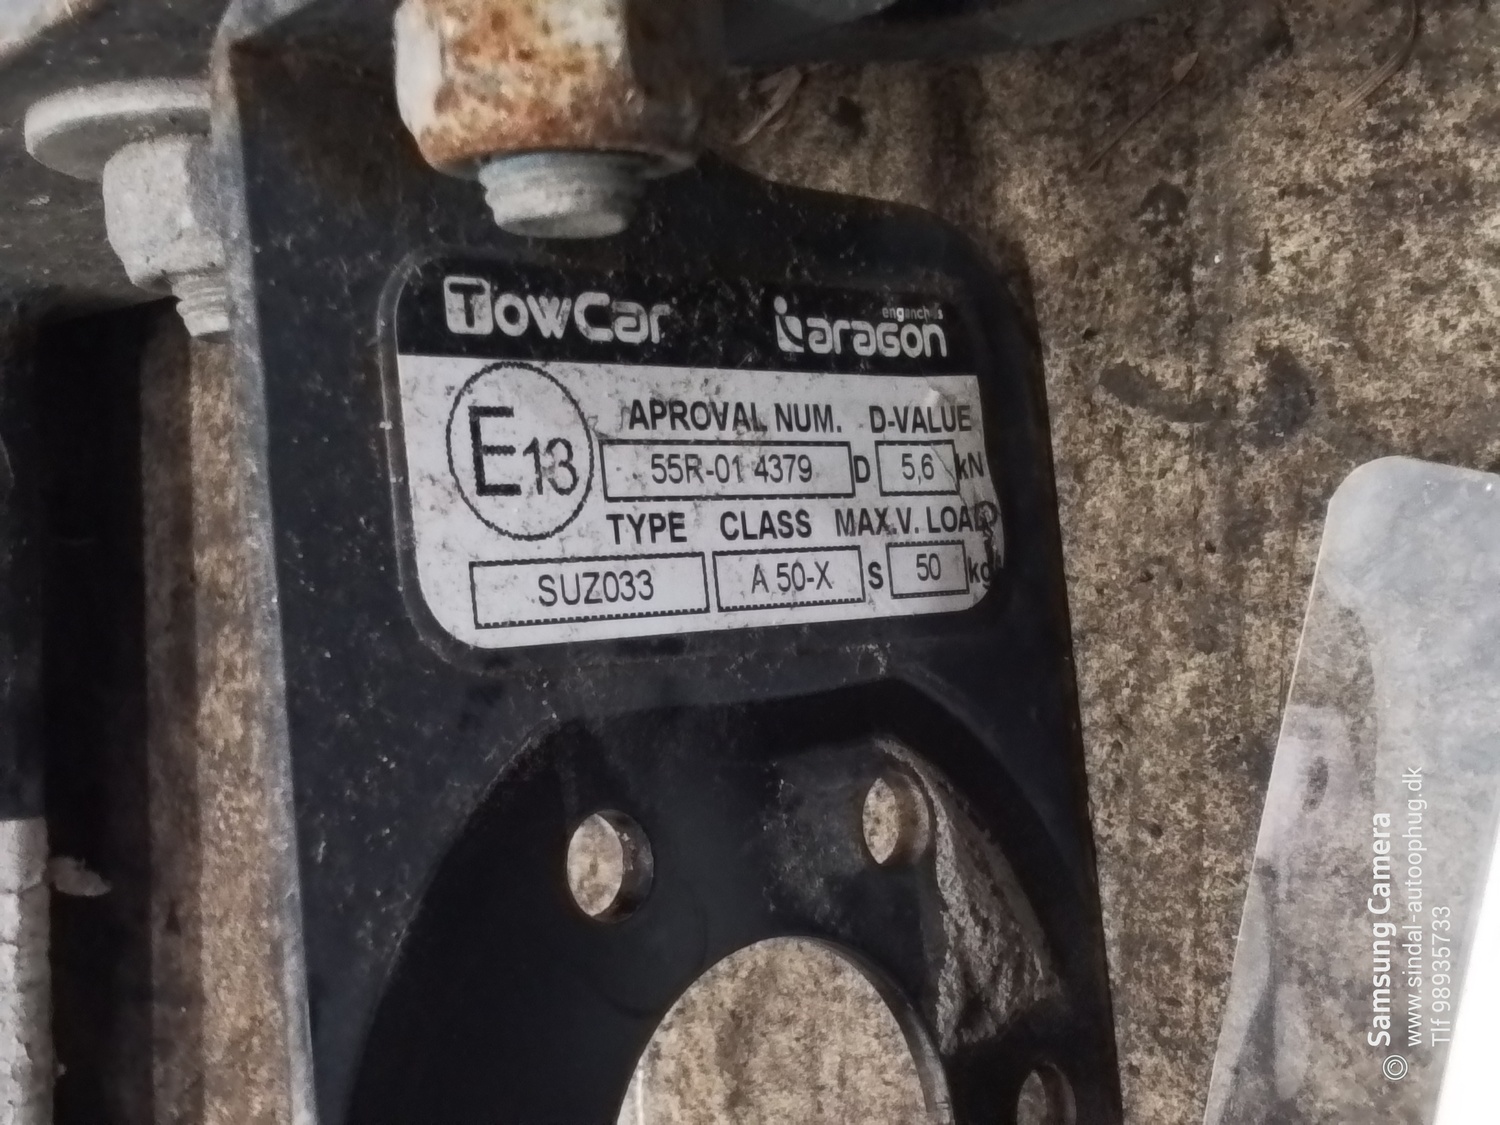 TowCar
enganches
aragon
E13
APROVAL NUM. D-VALUE
55R-01 4379 D 5,6 kN
TYPE CLASS MAX.V. LOAD
SUZ033 A 50-X S 50 kg
© Samsung Camera
www.sindal-autoophug.dk
Tlf 98935733